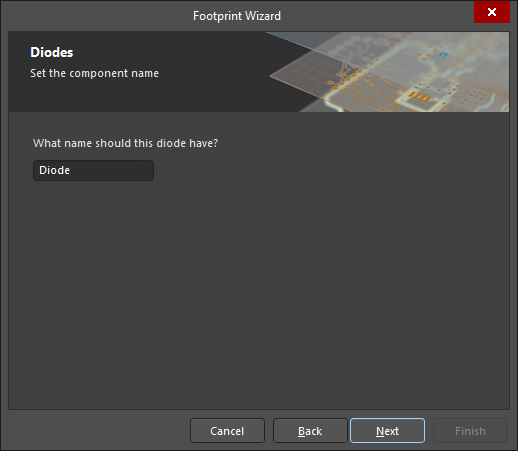 Footprint Wizard
Diodes
Set the component name
What name should this diode have?
Diode
Cancel
Back
Next
Finish